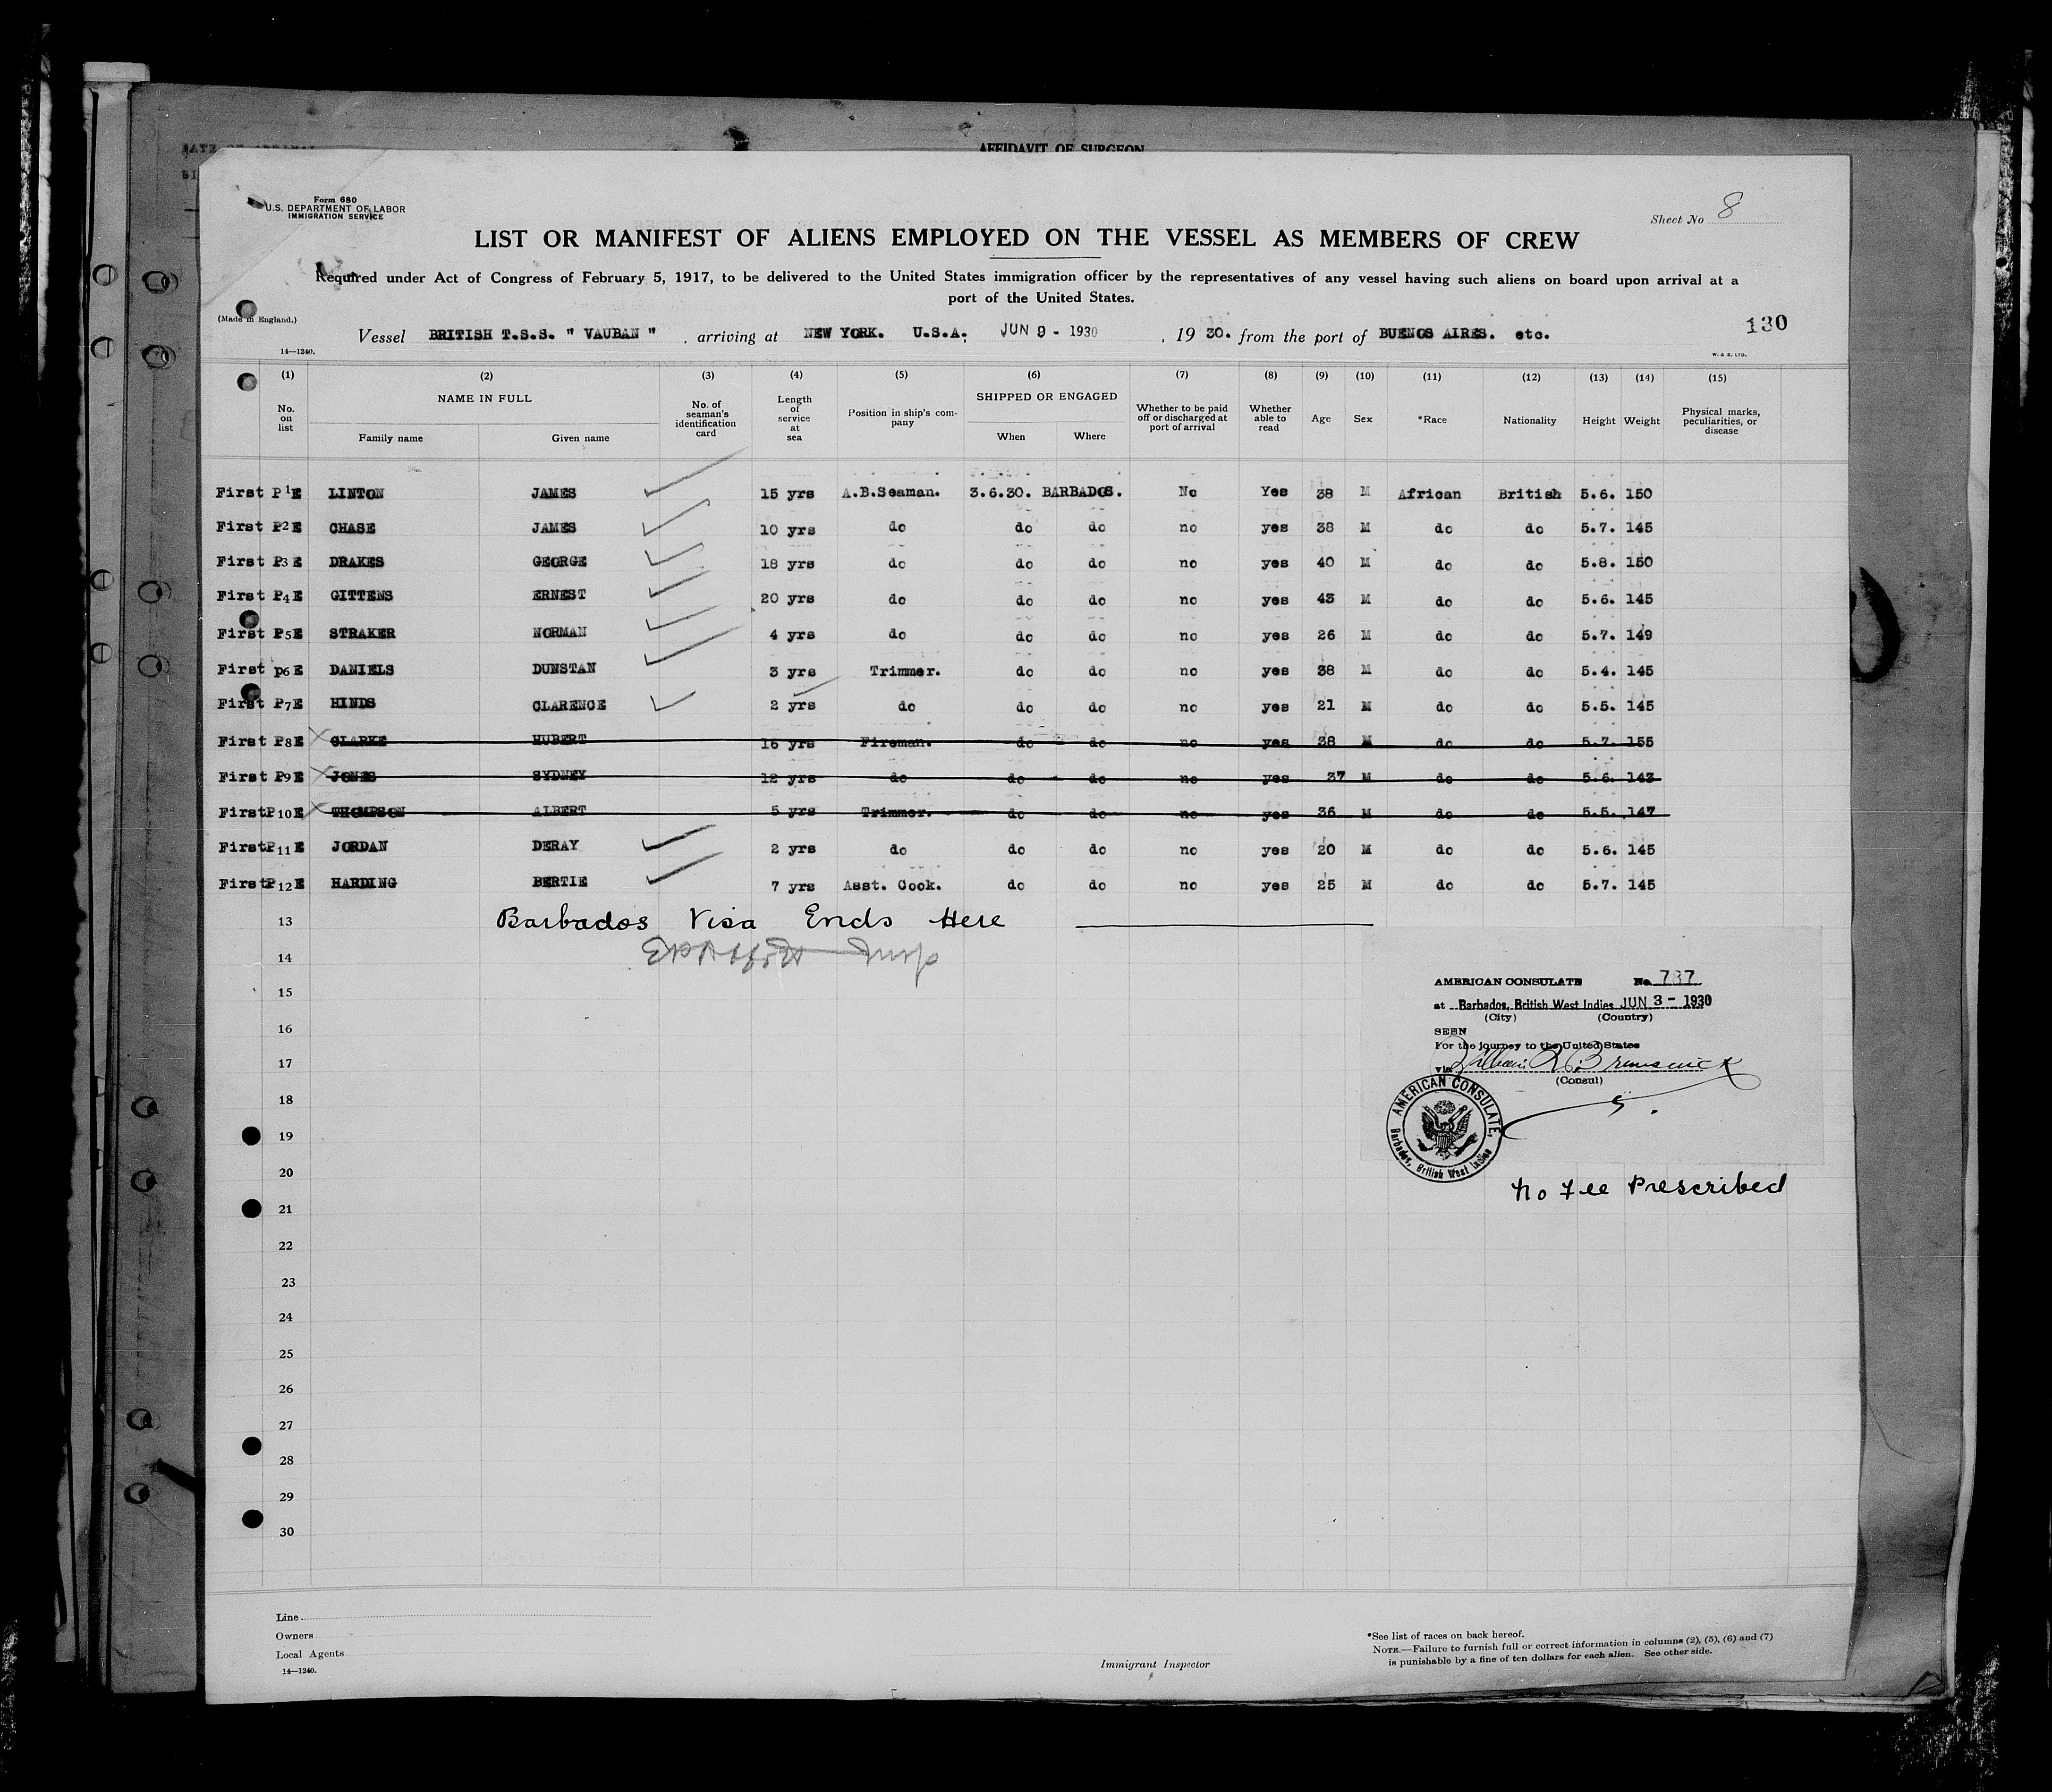 AFFIDAVIT OF SURGEON
Form 680
U.S. DEPARTMENT OF LABOR
IMMIGRATION SERVICE
Sheet No 8
LIST OR MANIFEST OF ALIENS EMPLOYED ON THE VESSEL AS MEMBERS OF CREW
Required under Act of Congress of February 5, 1917, to be delivered to the United States immigration officer by the representatives of any vessel having such aliens on board upon arrival at a
port of the United States.
(Made in England.)
Vessel BRITISH T.S.S. " VAUBAN " , arriving at NEW YORK. U.S.A. JUN 9 - 1930 , 19 30. from the port of BUENOS AIRES. etc.
130
14—1240.
W. & S. LTD.
(1) (2) (3) (4) (5) (6) (7) (8) (9) (10) (11) (12) (13) (14) (15)
No. on list NAME IN FULL Family name Given name No. of seaman's identification card Length of service at sea Position in ship's com- pany SHIPPED OR ENGAGED When Where Whether to be paid off or discharged at port of arrival Whether able to read Age Sex *Race Nationality Height Weight Physical marks, peculiarities, or disease
First P 1 E LINTON JAMES 15 yrs A.B.Seaman. 3.6.30. BARBADOS. No Yes 38 M African British 5.6. 150
First P 2 E CHASE JAMES 10 yrs do do do no yes 38 M do do 5.7. 145
First P 3 E DRAKES GEORGE 18 yrs do do do no yes 40 M do do 5.8. 150
First P 4 E GITTENS ERNEST 20 yrs do do do no yes 43 M do do 5.6. 145
First P 5 E STRAKER NORMAN 4 yrs do do do no yes 26 M do do 5.7. 149
First p 6 E DANIELS DUNSTAN 3 yrs Trimmer. do do no yes 38 M do do 5.4. 145
First P 7 E HINDS CLARENCE 2 yrs do do do no yes 21 M do do 5.5. 145
First P 8 E CLARKE HUBERT 16 yrs Fireman. do do no yes 38 M do do 5.7. 155
First P 9 E JONES SYDNEY 12 yrs do do do no yes 37 M do do 5.6. 143
First P 10 E THOMPSON ALBERT 5 yrs Trimmer. do do no yes 36 M do do 5.5. 147
First P 11 E JORDAN DERAY 2 yrs do do do no yes 20 M do do 5.6. 145
First P 12 E HARDING BERTIE 7 yrs Asst. Cook. do do no yes 25 M do do 5.7. 145
13 Barbados Visa Ends Here
14
15
16
17
18
19
20
21
22
23
24
25
26
27
28
29
30
AMERICAN CONSULATE No. 787
at Barbados, British West Indies JUN 3 - 1930
(City) (Country)
SEEN
For the journey to the United States
via
(Consul)
AMERICAN CONSULATE, Barbados, British West Indies
No Fee Prescribed
Line
Owners
Local Agents
14—1240.
Immigrant Inspector
*See list of races on back hereof.
NOTE.—Failure to furnish full or correct information in columns (2), (5), (6) and (7)
is punishable by a fine of ten dollars for each alien. See other side.